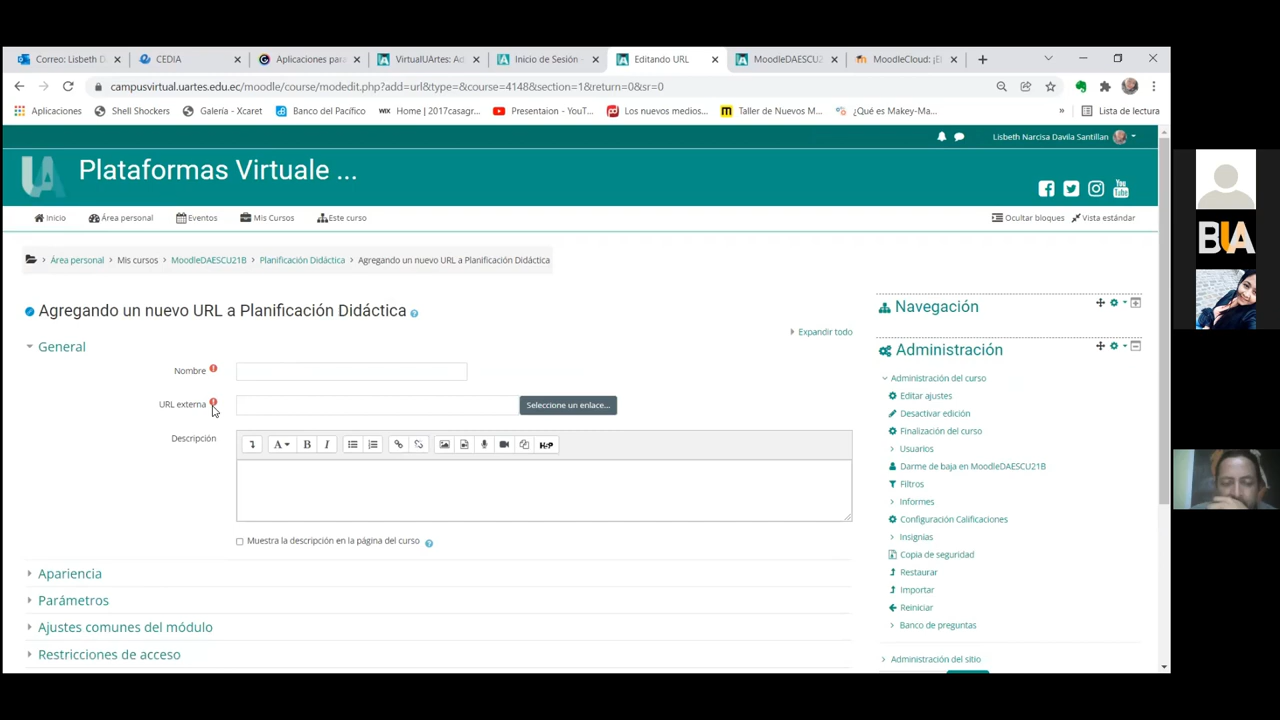 Correo: Lisbeth D
CEDIA
Aplicaciones para
VirtualUArtes: Ad
Inicio de Sesión
Editando URL
MoodleDAESCU2
MoodleCloud: ¡El
campusvirtual.uartes.edu.ec/moodle/course/modedit.php?add=url&type=&course=4148&section=1&return=0&sr=0
Aplicaciones
Shell Shockers
Galería - Xcaret
Banco del Pacífico
WIX
Home | 2017casagr...
Presentaion - YouT...
Los nuevos medios...
Taller de Nuevos M...
¿Qué es Makey-Ma...
»
Lista de lectura
Lisbeth Narcisa Davila Santillan
UA
Plataformas Virtuale ...
You Tube
Inicio
Área personal
Eventos
Mis Cursos
Este curso
Ocultar bloques
Vista estándar
Área personal > Mis cursos > MoodleDAESCU21B > Planificación Didáctica > Agregando un nuevo URL a Planificación Didáctica
BUA
Agregando un nuevo URL a Planificación Didáctica
Expandir todo
General
Nombre
URL externa
Seleccione un enlace...
Descripción
A
B
I
H-P
Muestra la descripción en la página del curso
Apariencia
Parámetros
Ajustes comunes del módulo
Restricciones de acceso
Navegación
Administración
Administración del curso
Editar ajustes
Desactivar edición
Finalización del curso
Usuarios
Darme de baja en MoodleDAESCU21B
Filtros
Informes
Configuración Calificaciones
Insignias
Copia de seguridad
Restaurar
Importar
Reiniciar
Banco de preguntas
Administración del sitio